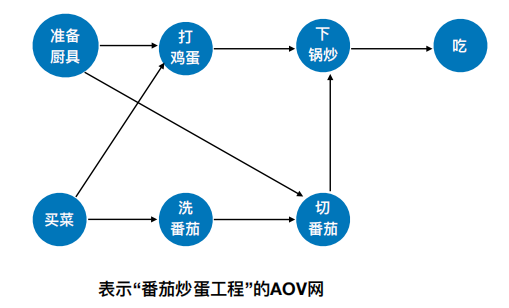 准备
厨具
打
鸡蛋
下
锅炒
吃
买菜
洗
番茄
切
番茄
表示“番茄炒蛋工程”的AOV网